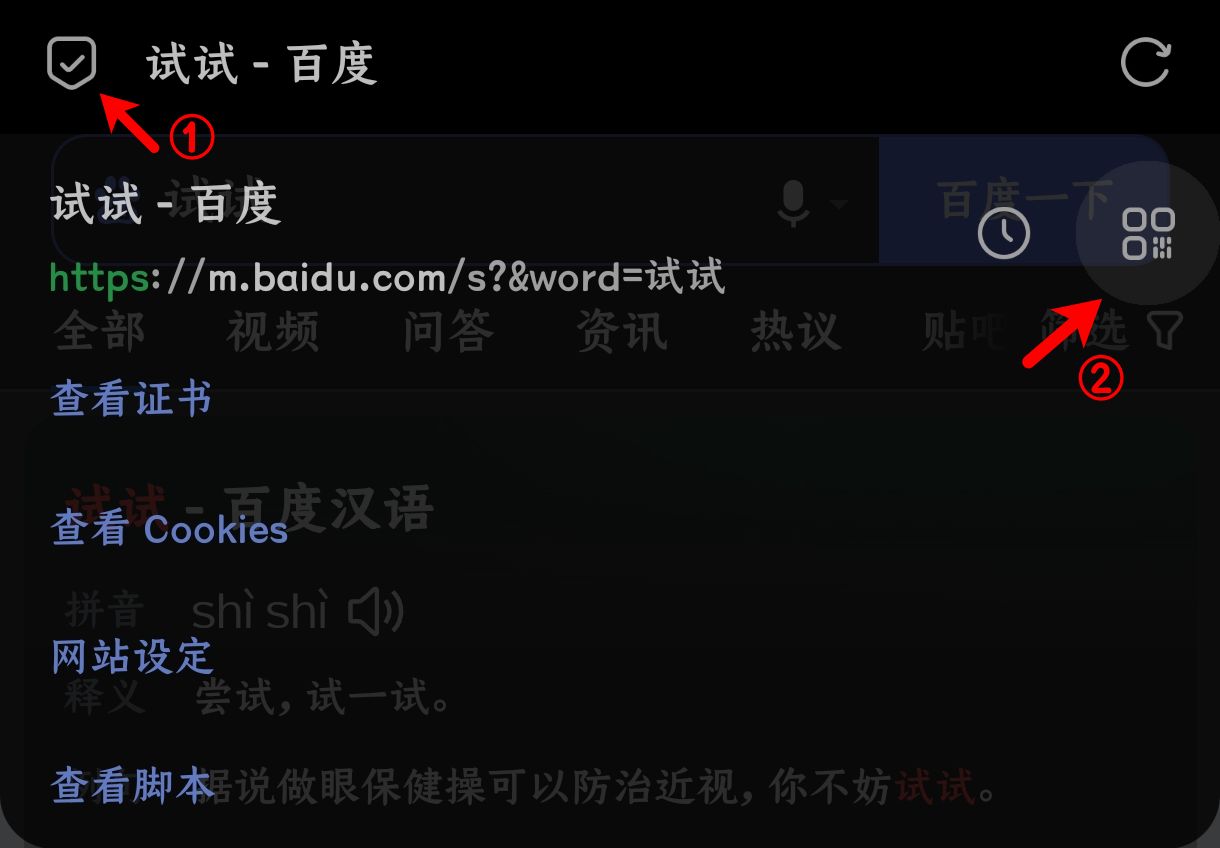 试试 - 百度
①
试试
百度一下
试试 - 百度
https://m.baidu.com/s?&word=试试
全部 视频 问答 资讯 热议 贴吧 筛选
②
查看证书
试试 - 百度汉语
查看 Cookies
拼音 shì shì
网站设定
释义 尝试，试一试。
查看脚本
据说做眼保健操可以防治近视，你不妨试试。